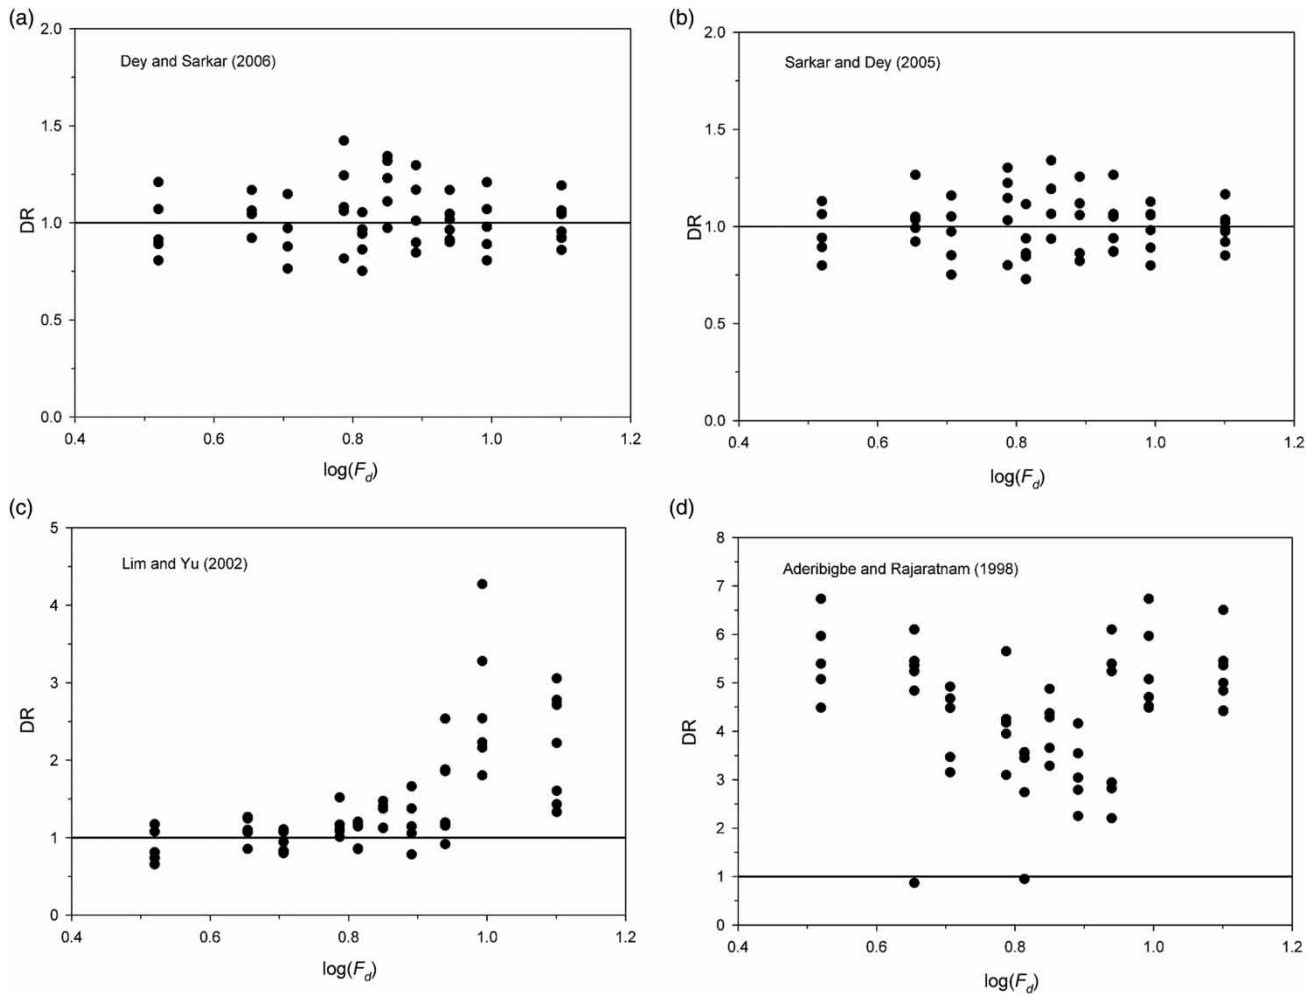 (a)
2.0
Dey and Sarkar (2006)
1.5
DR
1.0
0.5
0.0
0.4 0.6 0.8 1.0 1.2
log(Fd)
(b)
2.0
Sarkar and Dey (2005)
1.5
DR
1.0
0.5
0.0
0.4 0.6 0.8 1.0 1.2
log(Fd)
(c)
5
Lim and Yu (2002)
4
3
DR
2
1
0
0.4 0.6 0.8 1.0 1.2
log(Fd)
(d)
8
Aderibigbe and Rajaratnam (1998)
7
6
5
DR
4
3
2
1
0
0.4 0.6 0.8 1.0 1.2
log(Fd)